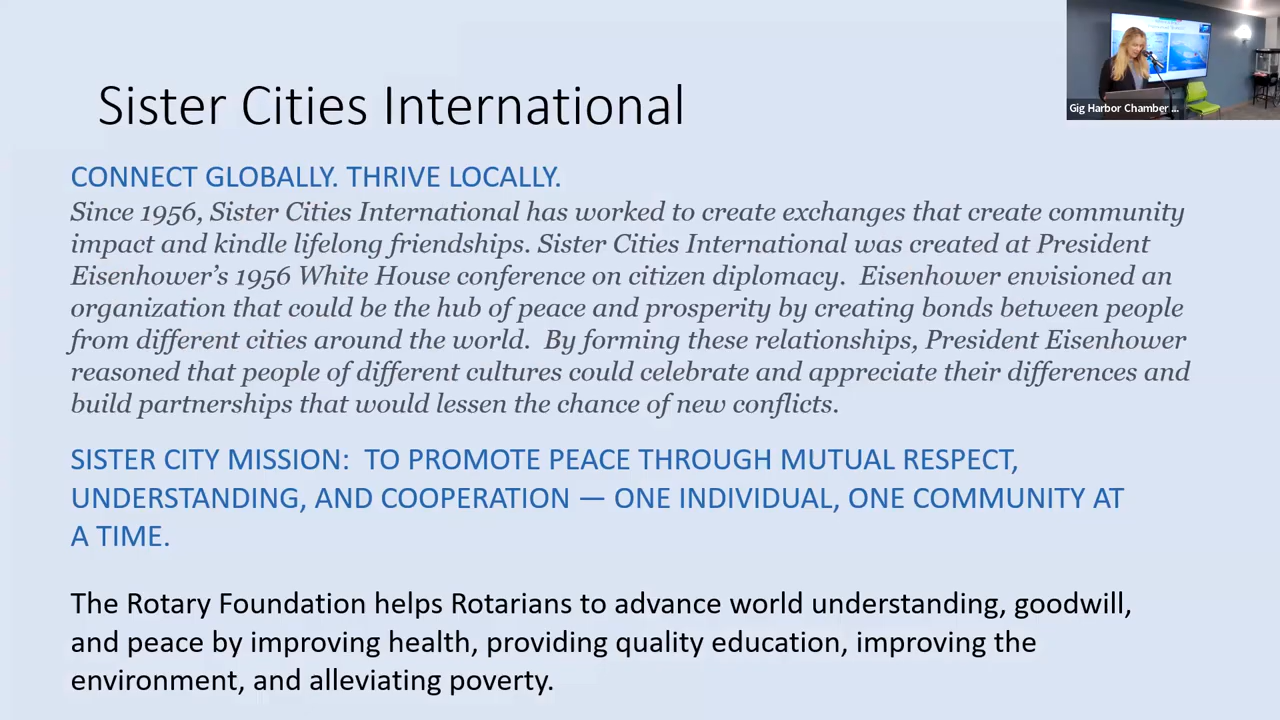 Sister Cities International
Gig Harbor Chamber ...
CONNECT GLOBALLY. THRIVE LOCALLY.
Since 1956, Sister Cities International has worked to create exchanges that create community
impact and kindle lifelong friendships. Sister Cities International was created at President
Eisenhower’s 1956 White House conference on citizen diplomacy.  Eisenhower envisioned an
organization that could be the hub of peace and prosperity by creating bonds between people
from different cities around the world.  By forming these relationships, President Eisenhower
reasoned that people of different cultures could celebrate and appreciate their differences and
build partnerships that would lessen the chance of new conflicts.
SISTER CITY MISSION:  TO PROMOTE PEACE THROUGH MUTUAL RESPECT,
UNDERSTANDING, AND COOPERATION — ONE INDIVIDUAL, ONE COMMUNITY AT
A TIME.
The Rotary Foundation helps Rotarians to advance world understanding, goodwill,
and peace by improving health, providing quality education, improving the
environment, and alleviating poverty.